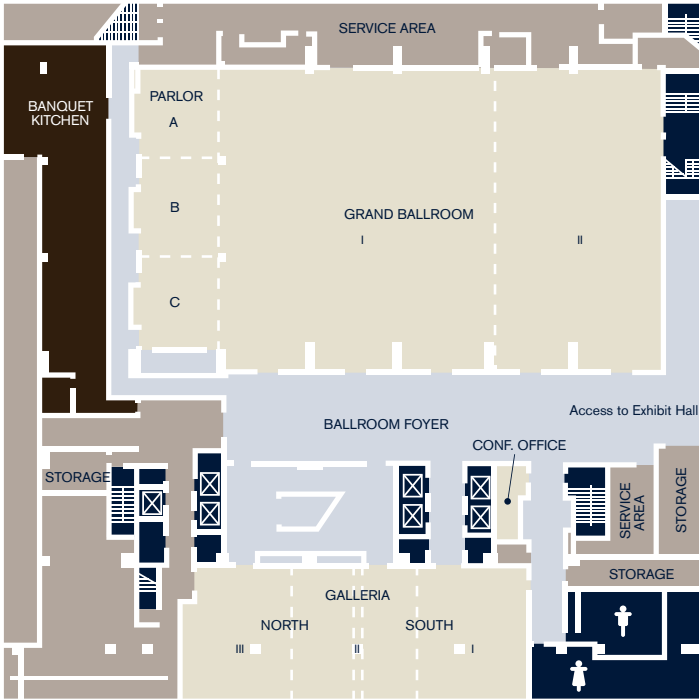 SERVICE AREA
BANQUET
KITCHEN
PARLOR
A
B
C
GRAND BALLROOM
I
II
Access to Exhibit Hall
BALLROOM FOYER
CONF. OFFICE
STORAGE
SERVICE
AREA
STORAGE
STORAGE
GALLERIA
NORTH
SOUTH
III
II
I